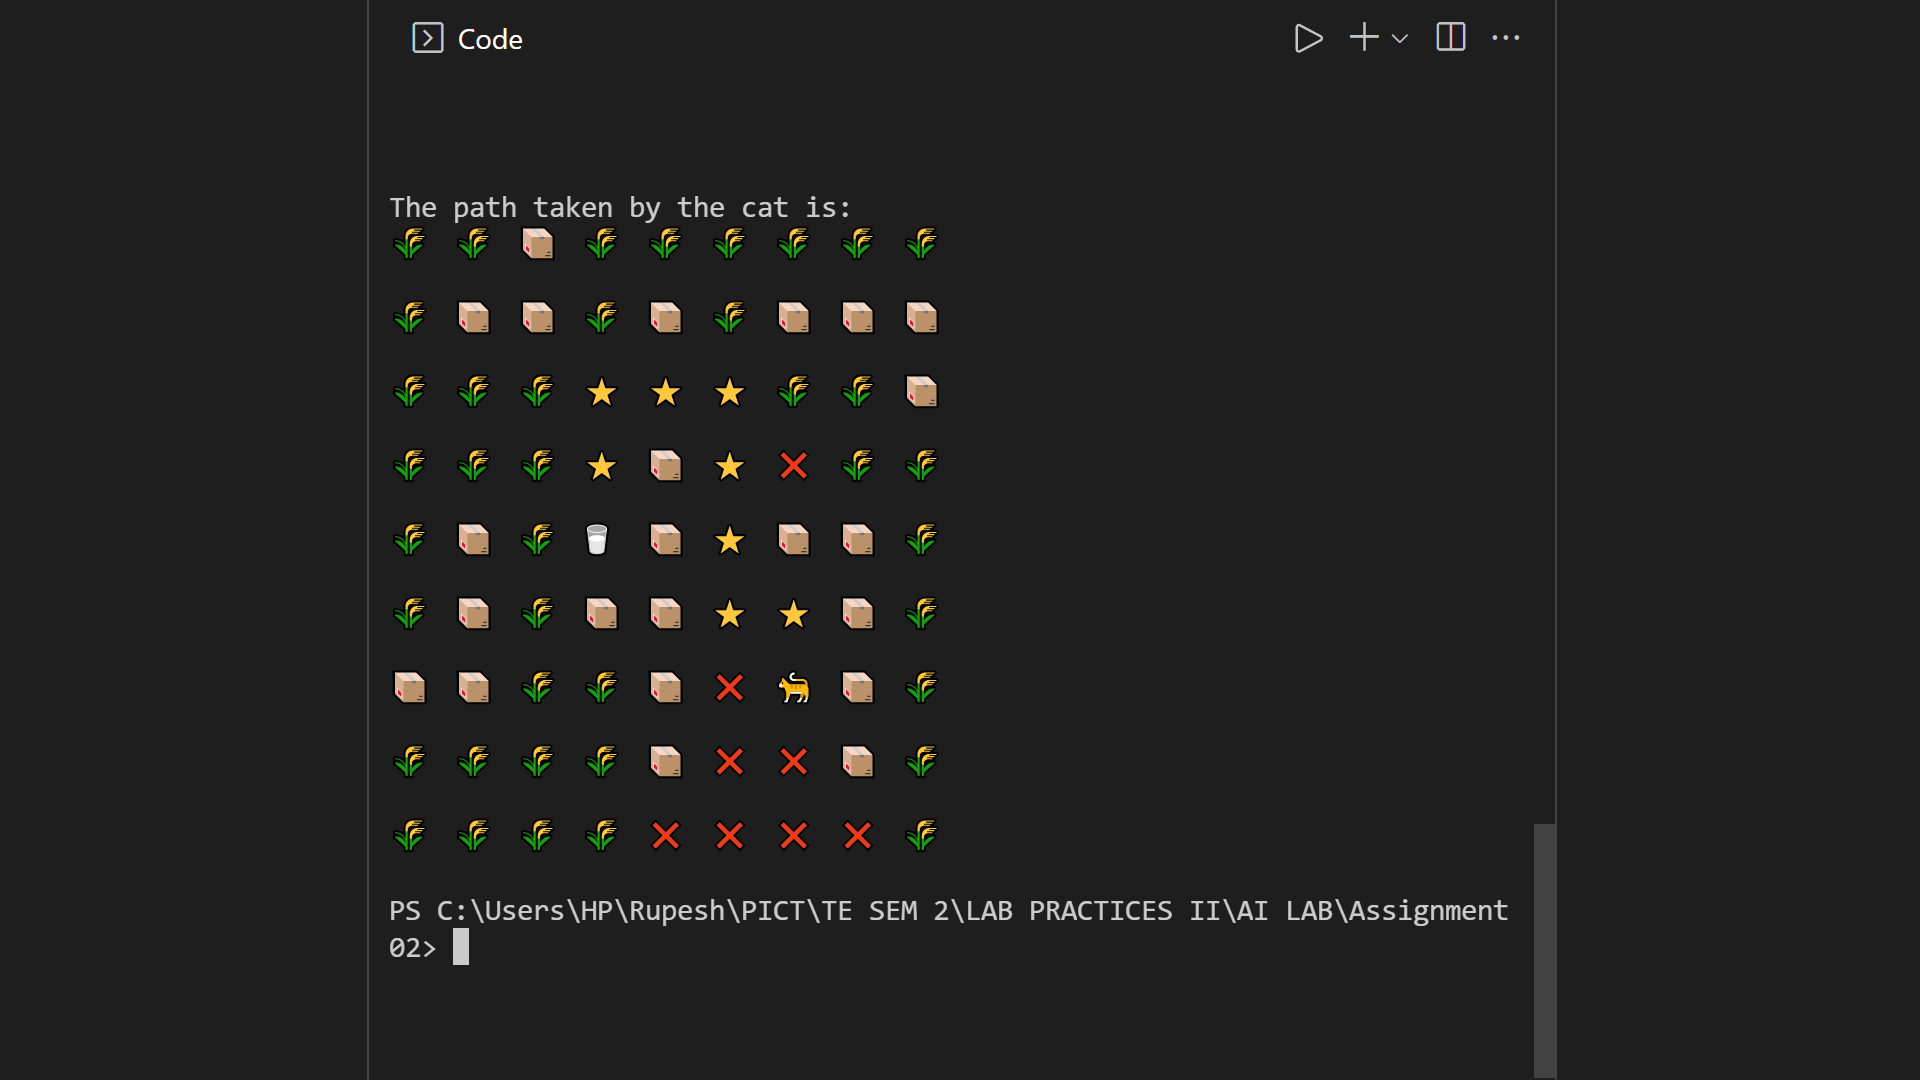 Code
The path taken by the cat is:
🌾 🌾 📦 🌾 🌾 🌾 🌾 🌾 🌾
🌾 📦 📦 🌾 📦 🌾 📦 📦 📦
🌾 🌾 🌾 ⭐ ⭐ ⭐ 🌾 🌾 📦
🌾 🌾 🌾 ⭐ 📦 ⭐ ❌ 🌾 🌾
🌾 📦 🌾 🥛 📦 ⭐ 📦 📦 🌾
🌾 📦 🌾 📦 📦 ⭐ ⭐ 📦 🌾
📦 📦 🌾 🌾 📦 ❌ 🐈 📦 🌾
🌾 🌾 🌾 🌾 📦 ❌ ❌ 📦 🌾
🌾 🌾 🌾 🌾 ❌ ❌ ❌ ❌ 🌾
PS C:\Users\HP\Rupesh\PICT\TE SEM 2\LAB PRACTICES II\AI LAB\Assignment
02>